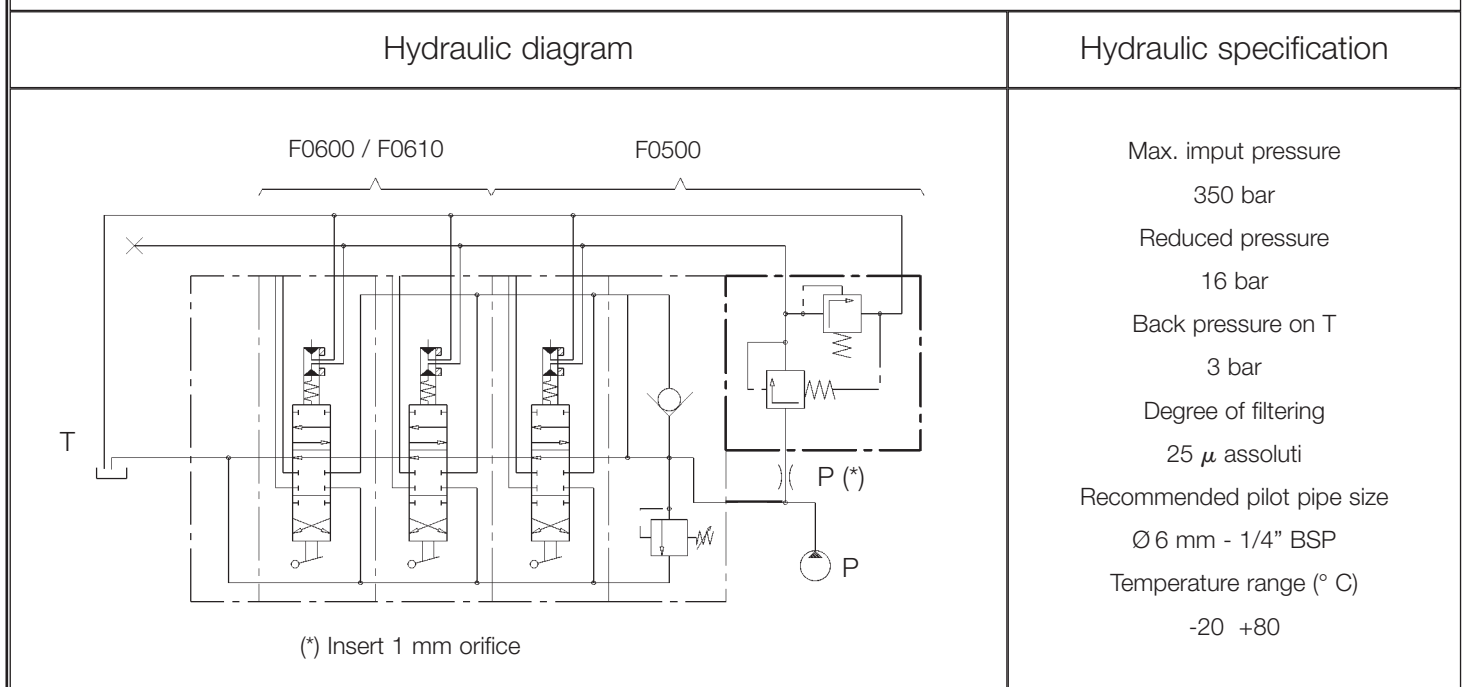 Hydraulic diagram
Hydraulic specification
F0600 / F0610
F0500
T
P (*)
P
(*) Insert 1 mm orifice
Max. imput pressure
350 bar
Reduced pressure
16 bar
Back pressure on T
3 bar
Degree of filtering
25 μ assoluti
Recommended pilot pipe size
Ø 6 mm - 1/4” BSP
Temperature range (° C)
-20 +80